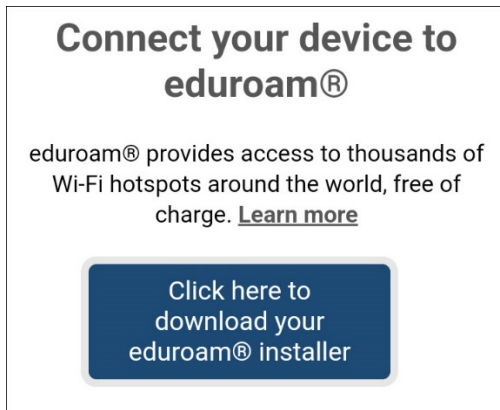 Connect your device to
eduroam®
eduroam® provides access to thousands of
Wi-Fi hotspots around the world, free of
charge. Learn more
Click here to
download your
eduroam® installer